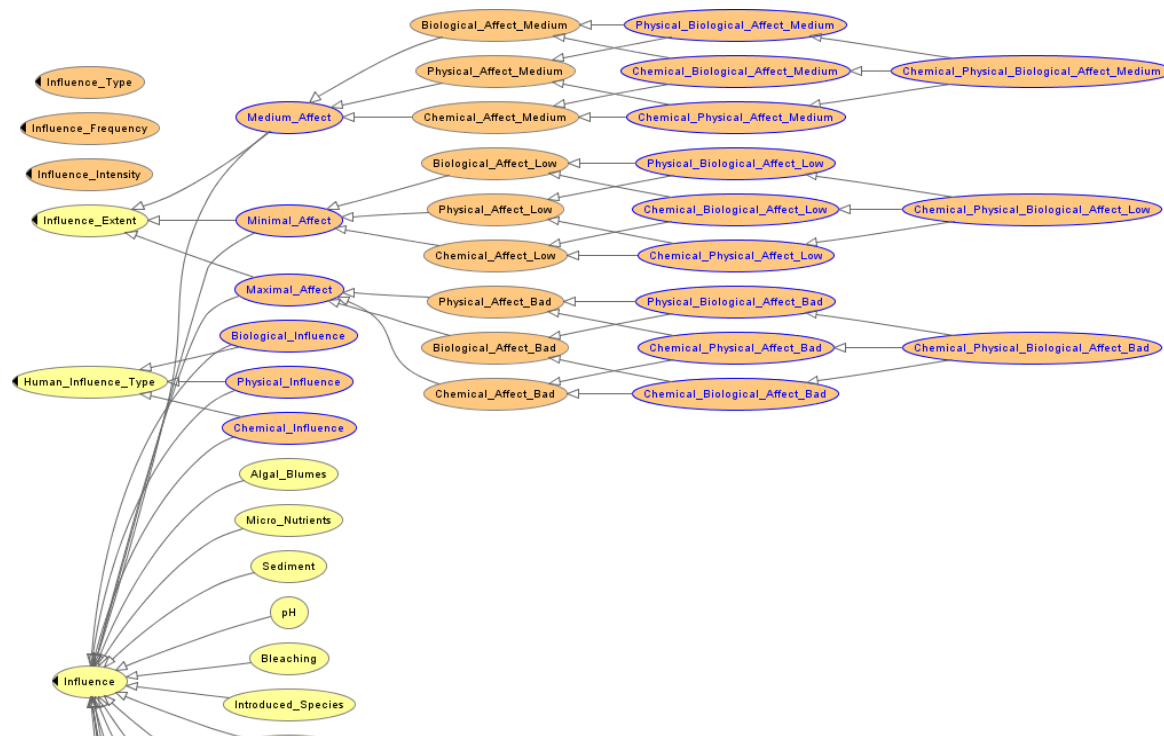 Influence_Type
Influence_Frequency
Influence_Intensity
Influence_Extent
Human_Influence_Type
Influence
Medium_Affect
Minimal_Affect
Maximal_Affect
Biological_Influence
Physical_Influence
Chemical_Influence
Algal_Blumes
Micro_Nutrients
Sediment
pH
Bleaching
Introduced_Species
Biological_Affect_Medium
Physical_Affect_Medium
Chemical_Affect_Medium
Biological_Affect_Low
Physical_Affect_Low
Chemical_Affect_Low
Physical_Affect_Bad
Biological_Affect_Bad
Chemical_Affect_Bad
Physical_Biological_Affect_Medium
Chemical_Biological_Affect_Medium
Chemical_Physical_Affect_Medium
Physical_Biological_Affect_Low
Chemical_Biological_Affect_Low
Chemical_Physical_Affect_Low
Physical_Biological_Affect_Bad
Chemical_Physical_Affect_Bad
Chemical_Biological_Affect_Bad
Chemical_Physical_Biological_Affect_Medium
Chemical_Physical_Biological_Affect_Low
Chemical_Physical_Biological_Affect_Bad